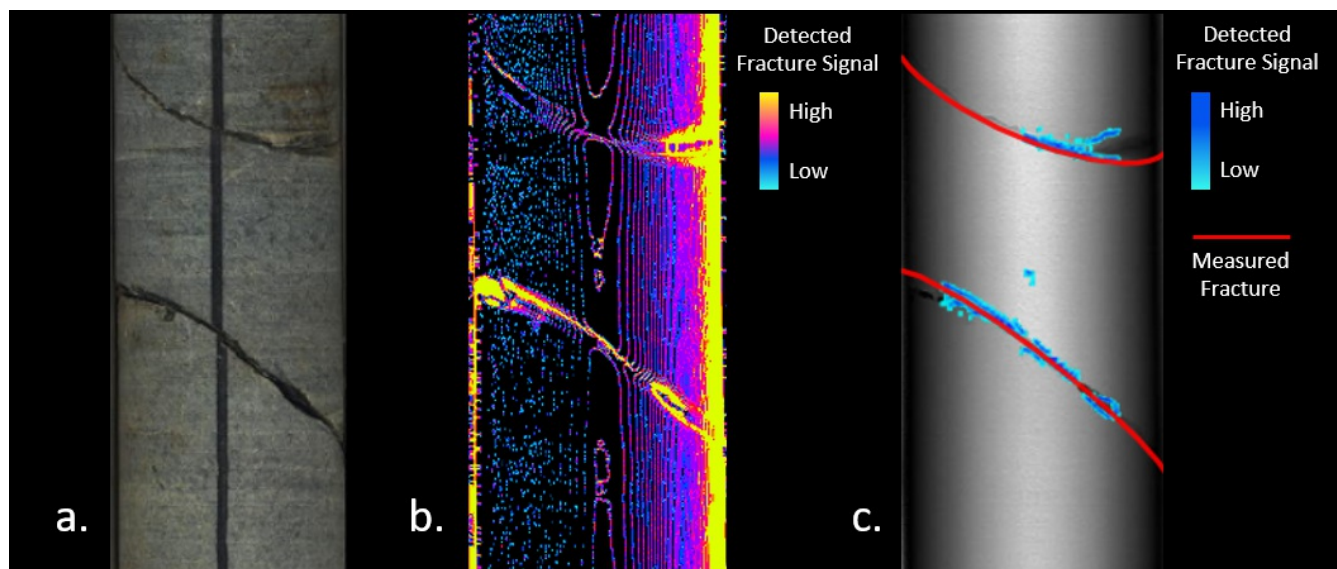 Detected
Fracture Signal
High
Low
Detected
Fracture Signal
High
Low
Measured
Fracture
a.
b.
c.